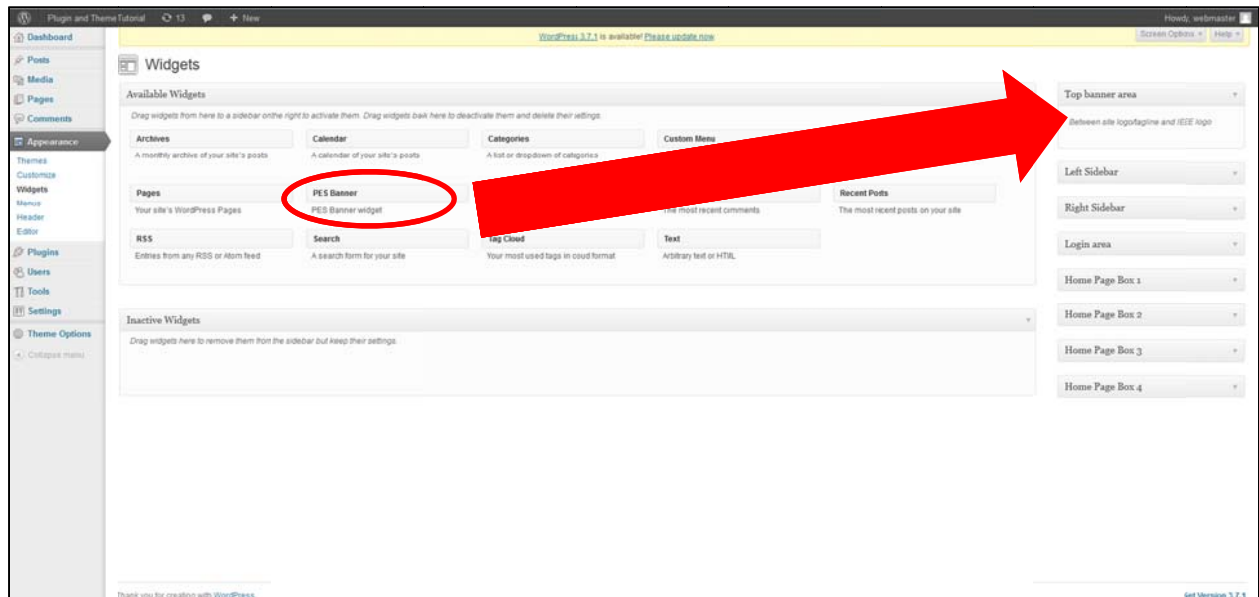 Plugin and Theme Tutorial 13 + New Howdy, webmaster
WordPress 3.7.1 is available! Please update now.
Screen Options Help
Dashboard
Posts
Media
Pages
Comments
Appearance
Themes
Customize
Widgets
Menus
Header
Editor
Plugins
Users
Tools
Settings
Theme Options
Collapse menu
Widgets
Available Widgets
Drag widgets from here to a sidebar on the right to activate them. Drag widgets back here to deactivate them and delete their settings.
Archives
A monthly archive of your site's posts
Calendar
A calendar of your site's posts
Categories
A list or dropdown of categories
Custom Menu
Pages
Your site's WordPress Pages
PES Banner
PES Banner widget
The most recent comments
Recent Posts
The most recent posts on your site
RSS
Entries from any RSS or Atom feed
Search
A search form for your site
Tag Cloud
Your most used tags in cloud format
Text
Arbitrary text or HTML
Inactive Widgets
Drag widgets here to remove them from the sidebar but keep their settings.
Top banner area
Between site logo/tagline and IEEE logo
Left Sidebar
Right Sidebar
Login area
Home Page Box 1
Home Page Box 2
Home Page Box 3
Home Page Box 4
Thank you for creating with WordPress.
Get Version 3.7.1